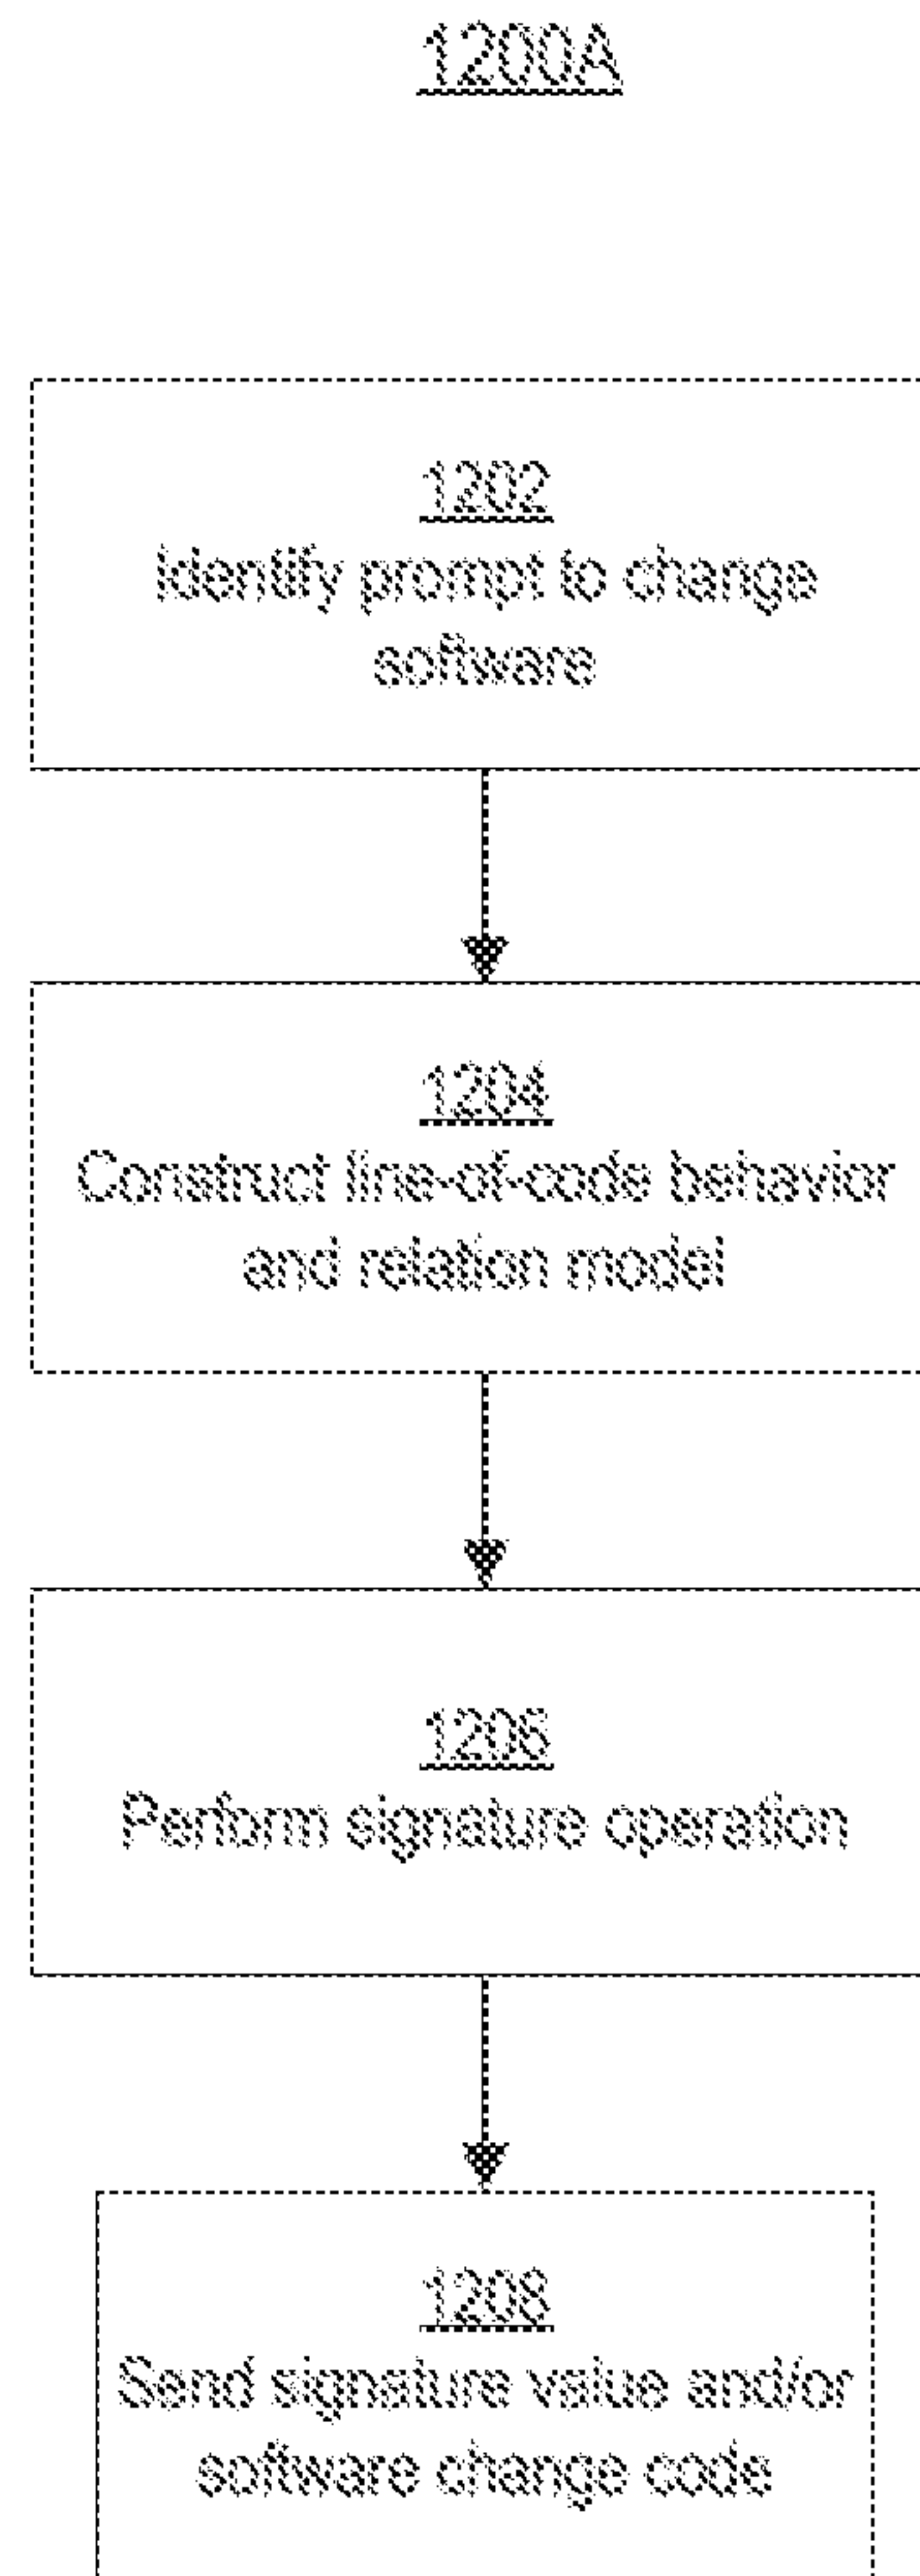 1200A
1202
Identify prompt to change
software
1204
Construct line-of-code behavior
and relation model
1206
Perform signature operation
1208
Send signature value and/or
software change code